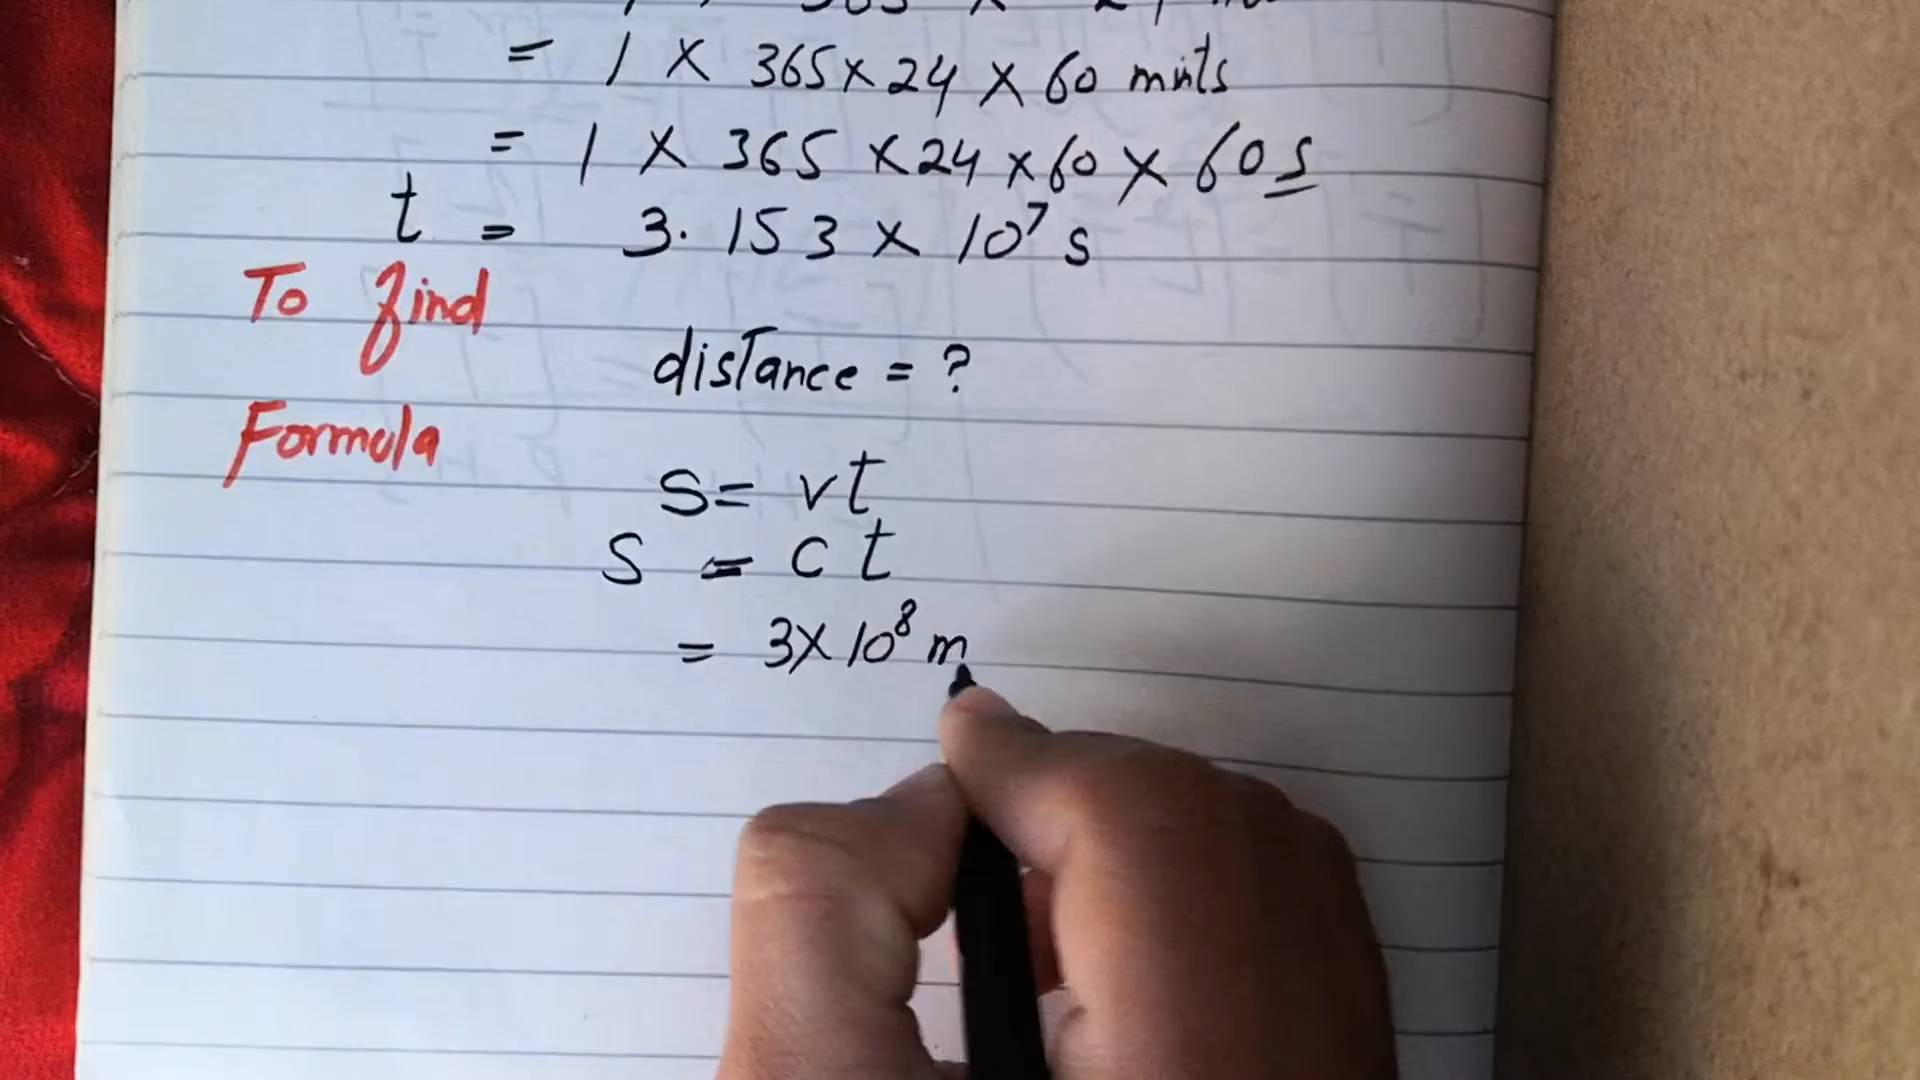 = 1 × 365×24 × 60 mnts
= 1 × 365 ×24 ×60 × 60 s
t = 3.153 × 10⁷ s
To find
distance = ?
Formula
S= vt
S = ct
= 3×10⁸ m